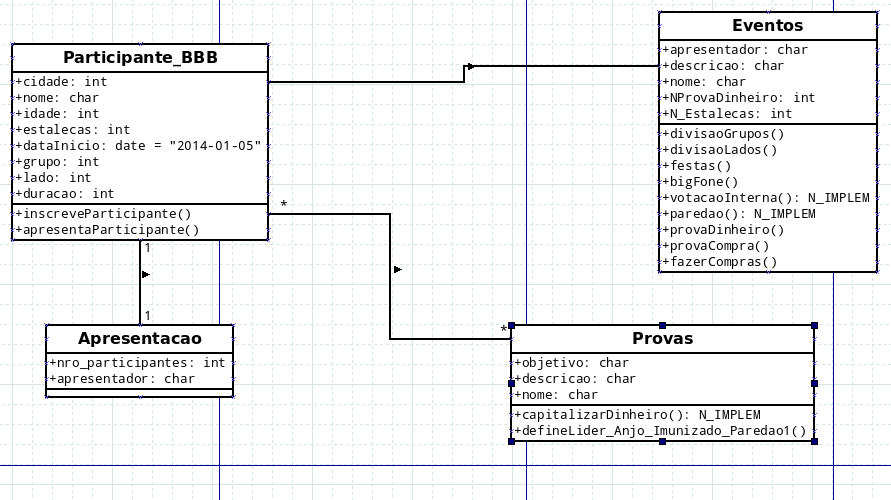 Participante_BBB
+cidade: int
+nome: char
+idade: int
+estalecas: int
+dataInicio: date = "2014-01-05"
+grupo: int
+lado: int
+duracao: int
+inscreveParticipante()
+apresentaParticipante()
Eventos
+apresentador: char
+descricao: char
+nome: char
+NProvaDinheiro: int
+N_Estalecas: int
+divisaoGrupos()
+divisaoLados()
+festas()
+bigFone()
+votacaoInterna(): N_IMPLEM
+paredao(): N_IMPLEM
+provaDinheiro()
+provaCompra()
+fazerCompras()
*
1
1
*
Apresentacao
+nro_participantes: int
+apresentador: char
Provas
+objetivo: char
+descricao: char
+nome: char
+capitalizarDinheiro(): N_IMPLEM
+defineLider_Anjo_Imunizado_Paredao1()